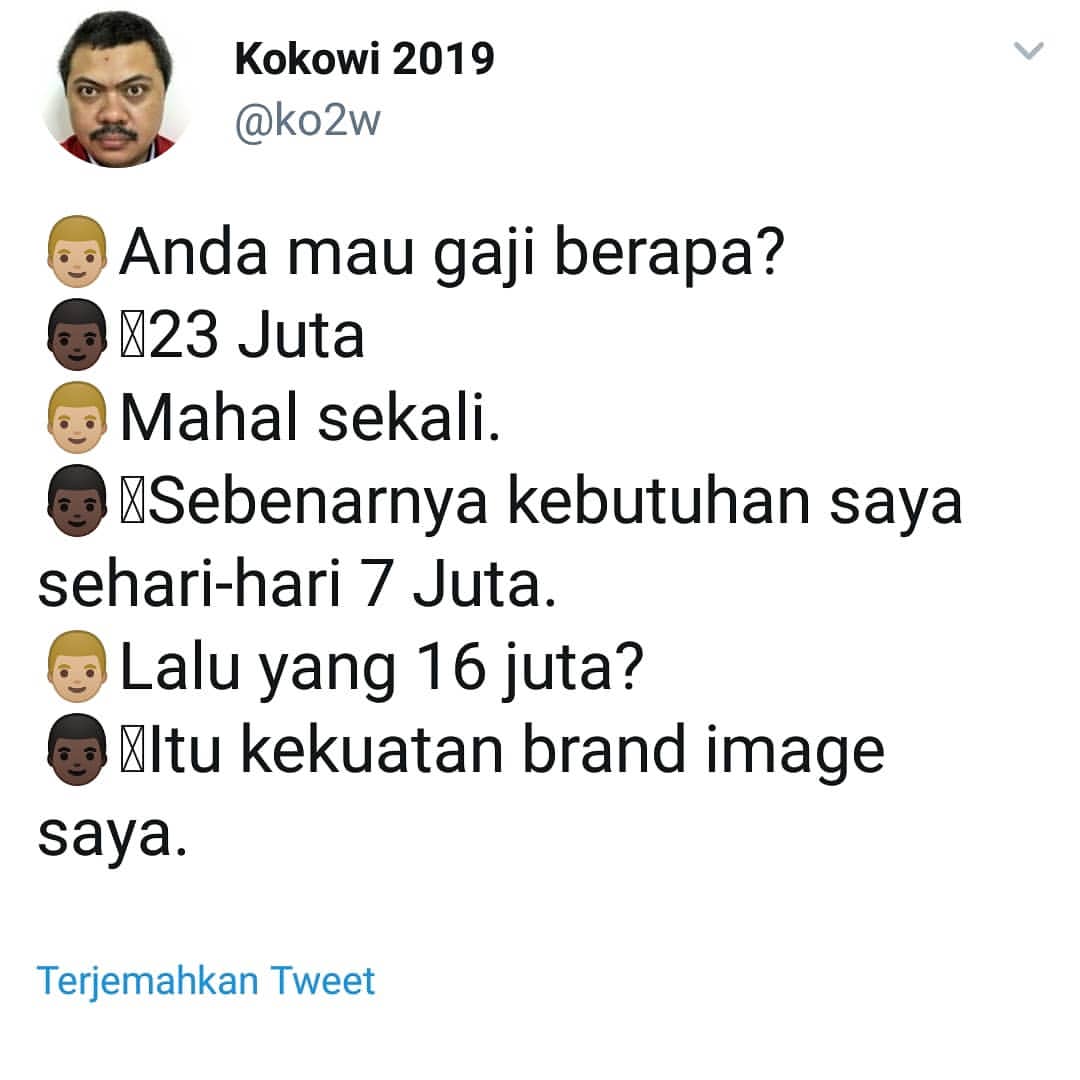 Kokowi 2019
@ko2w
👨🏼Anda mau gaji berapa?
👨🏿23 Juta
👨🏼Mahal sekali.
👨🏿Sebenarnya kebutuhan saya
sehari-hari 7 Juta.
👨🏼Lalu yang 16 juta?
👨🏿Itu kekuatan brand image
saya.
Terjemahkan Tweet